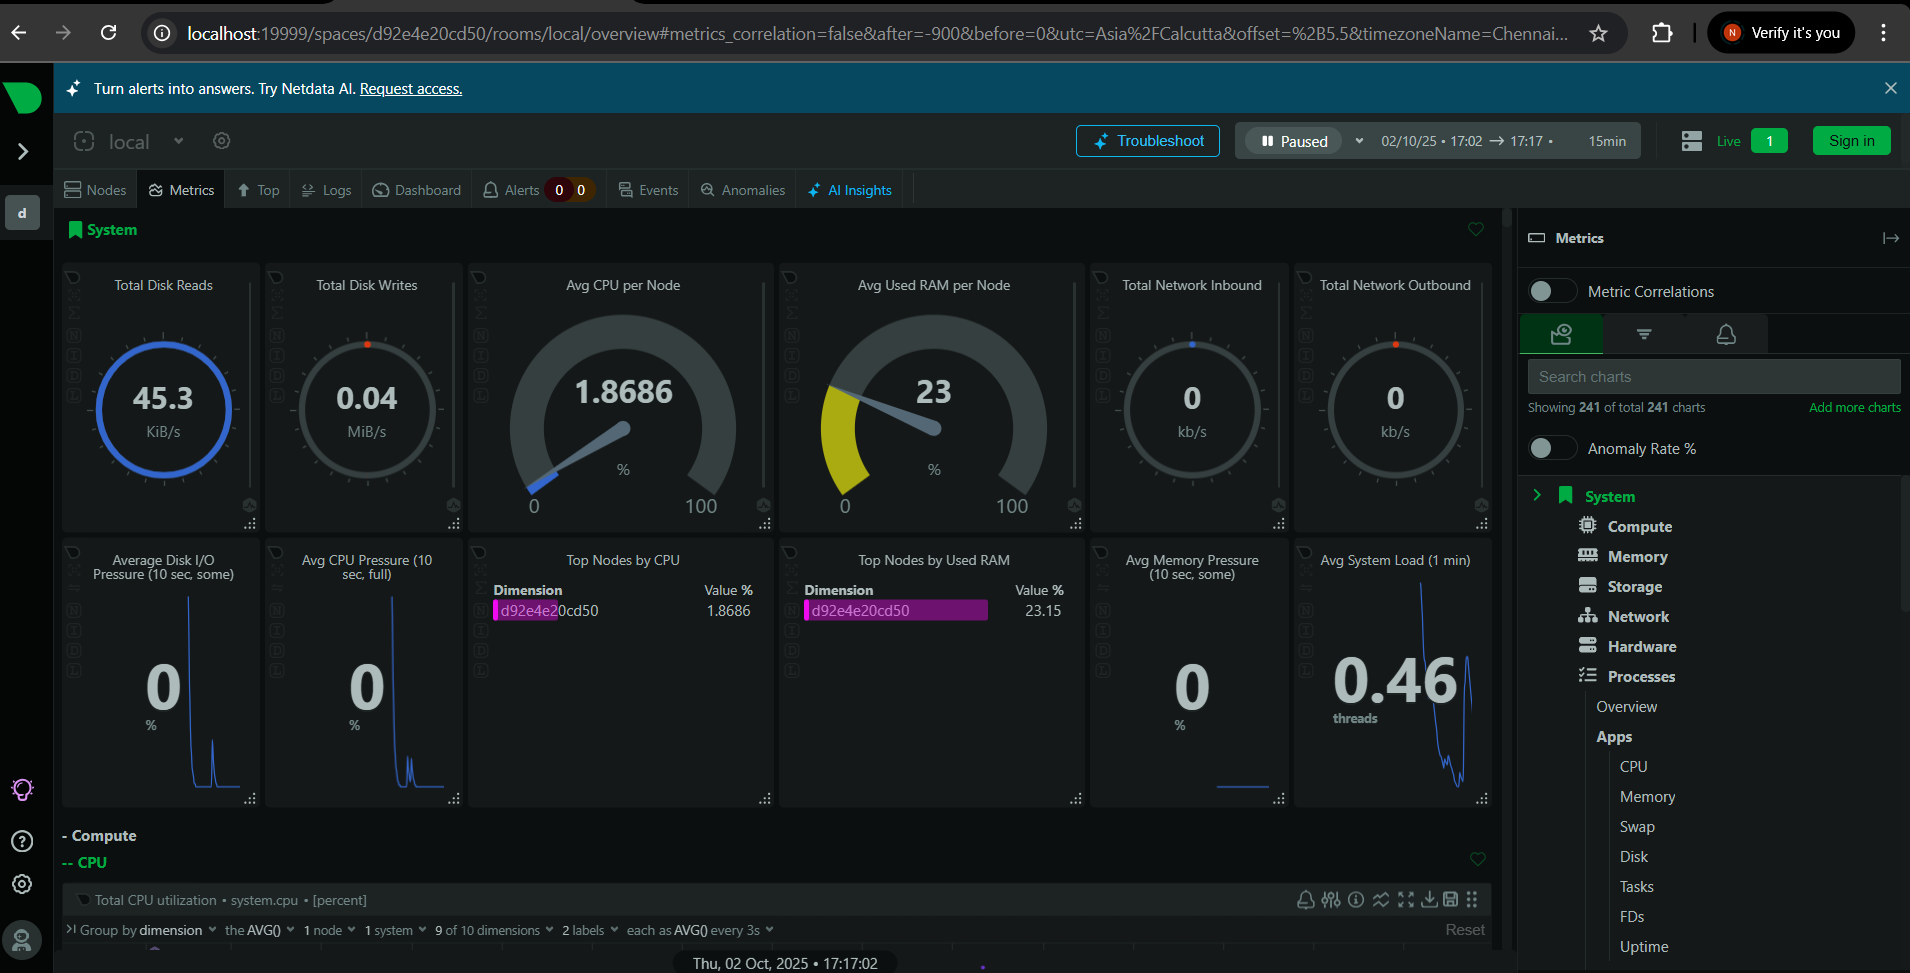 localhost:19999/spaces/d92e4e20cd50/rooms/local/overview#metrics_correlation=false&after=-900&before=0&utc=Asia%2FCalcutta&offset=%2B5.5&timezoneName=Chennai...
N Verify it's you
Turn alerts into answers. Try Netdata AI. Request access.
local
Troubleshoot
Paused
02/10/25 • 17:02 → 17:17 •
15min
Live
1
Sign in
d
Nodes
Metrics
Top
Logs
Dashboard
Alerts 0 0
Events
Anomalies
AI Insights
System
Total Disk Reads
45.3
KiB/s
Total Disk Writes
0.04
MiB/s
Avg CPU per Node
1.8686
%
0 100
Avg Used RAM per Node
23
%
0 100
Total Network Inbound
0
kb/s
Total Network Outbound
0
kb/s
Average Disk I/O
Pressure (10 sec, some)
0
%
Avg CPU Pressure (10
sec, full)
0
%
Top Nodes by CPU
Dimension Value %
d92e4e20cd50 1.8686
Top Nodes by Used RAM
Dimension Value %
d92e4e20cd50 23.15
Avg Memory Pressure
(10 sec, some)
0
%
Avg System Load (1 min)
0.46
threads
- Compute
-- CPU
Total CPU utilization • system.cpu • [percent]
Group by dimension the AVG() 1 node 1 system 9 of 10 dimensions 2 labels each as AVG() every 3s
Reset
Thu, 02 Oct, 2025 • 17:17:02
Metrics
Metric Correlations
Search charts
Showing 241 of total 241 charts
Add more charts
Anomaly Rate %
System
Compute
Memory
Storage
Network
Hardware
Processes
Overview
Apps
CPU
Memory
Swap
Disk
Tasks
FDs
Uptime